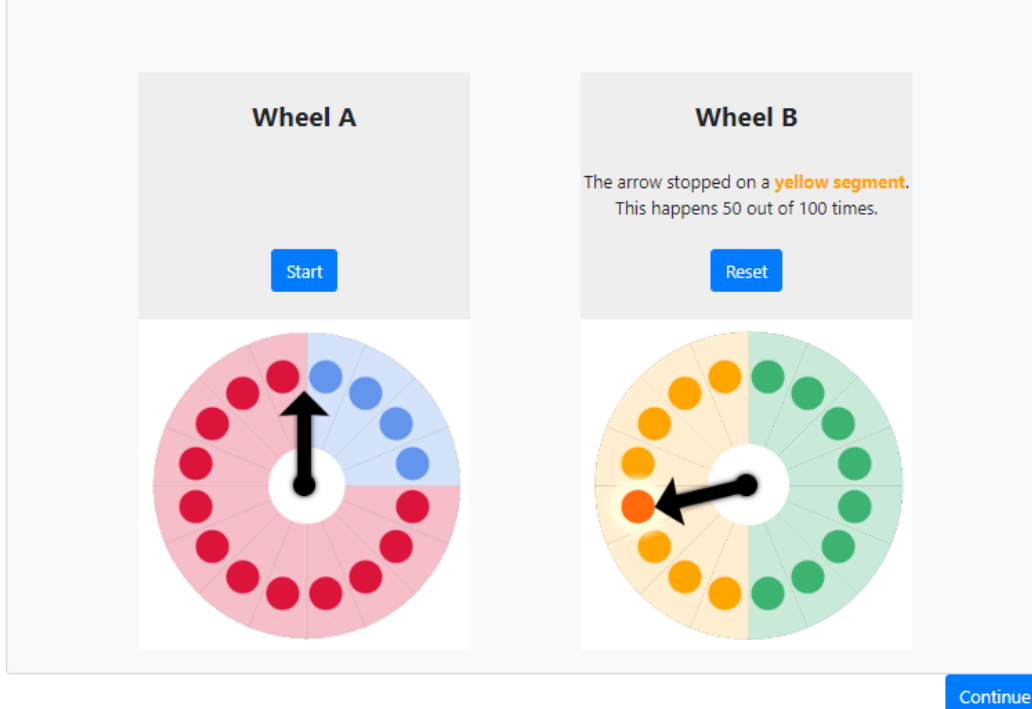 Wheel A
Start
Wheel B
The arrow stopped on a yellow segment.
This happens 50 out of 100 times.
Reset
Continue